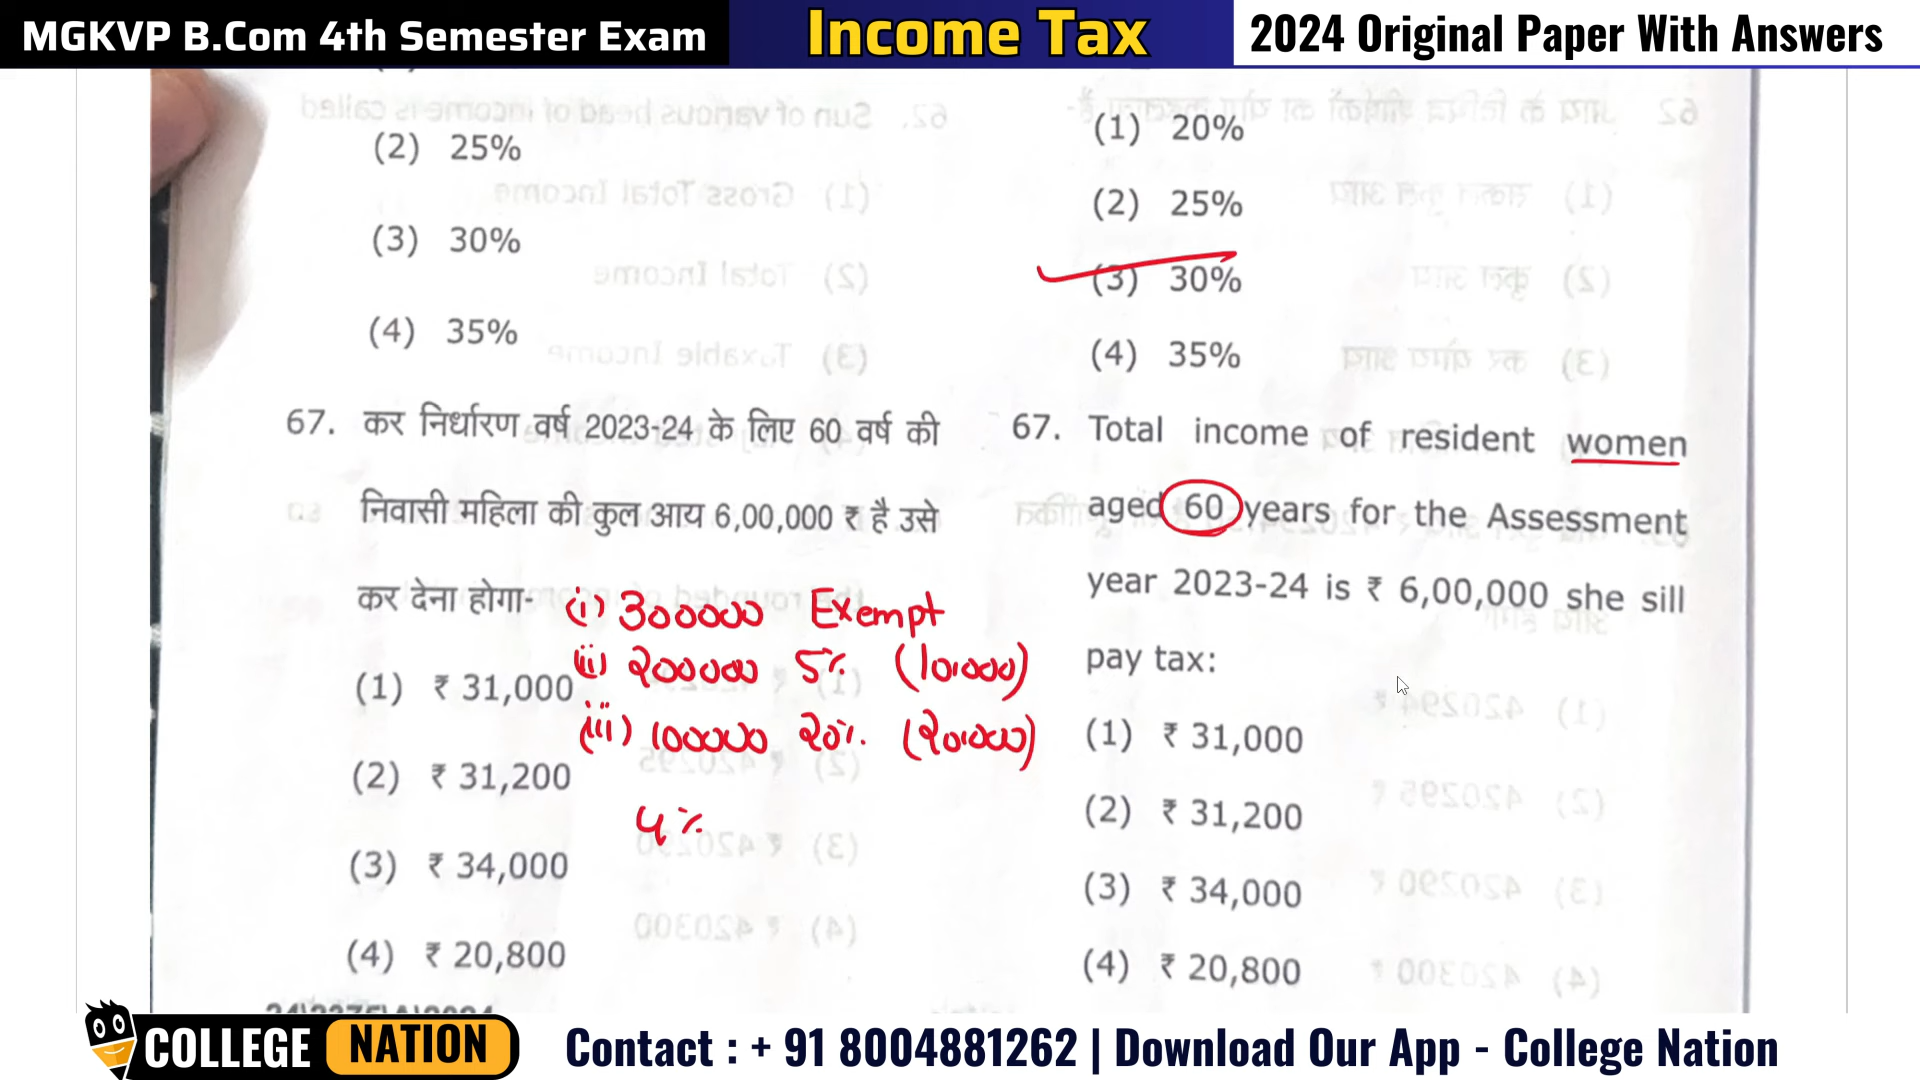 MGKVP B.Com 4th Semester Exam
Income Tax
2024 Original Paper With Answers
(2) 25%
(3) 30%
(4) 35%
67. कर निर्धारण वर्ष 2023-24 के लिए 60 वर्ष की
निवासी महिला की कुल आय 6,00,000 ₹ है उसे
कर देना होगा-
(i) 300000 Exempt
(ii) 200000 5% (10,000)
(iii) 100000 20% (20,000)
4%
(1) ₹ 31,000
(2) ₹ 31,200
(3) ₹ 34,000
(4) ₹ 20,800
(1) 20%
(2) 25%
(3) 30%
(4) 35%
67. Total income of resident women
aged 60 years for the Assessment
year 2023-24 is ₹ 6,00,000 she sill
pay tax:
(1) ₹ 31,000
(2) ₹ 31,200
(3) ₹ 34,000
(4) ₹ 20,800
COLLEGE NATION
Contact : + 91 8004881262 | Download Our App - College Nation